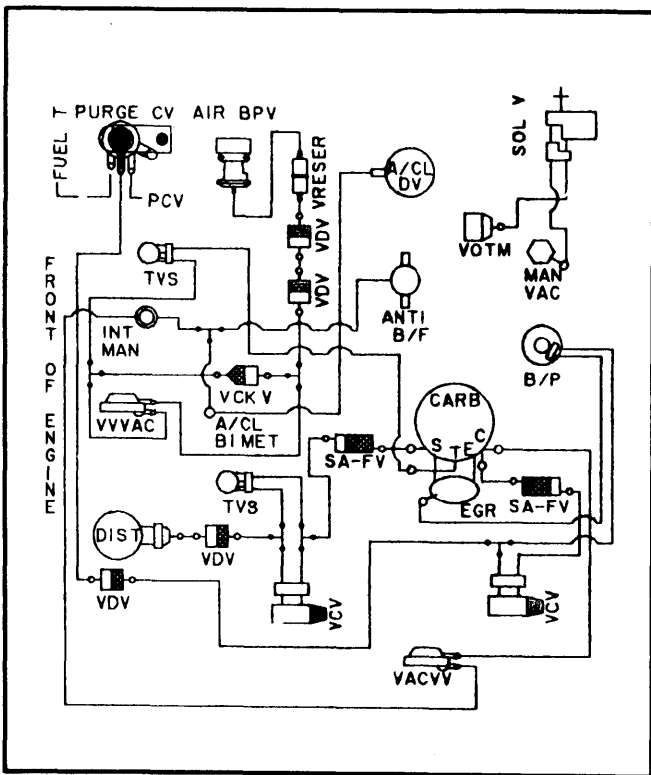 PURGE CV AIR BPV
FUEL T
PCV
VRESER
A/CL
DV
SOL V
VDV
VOTM
MAN
VAC
TVS
VDV
ANTI
B/F
FRONT OF ENGINE
INT
MAN
B/P
VCK V
CARB
VVVAC
A/CL
BIMET
S T E C
SA-FV
SA-FV
TVS
EGR
DIST
VDV
VDV
VCV
VCV
VACVV